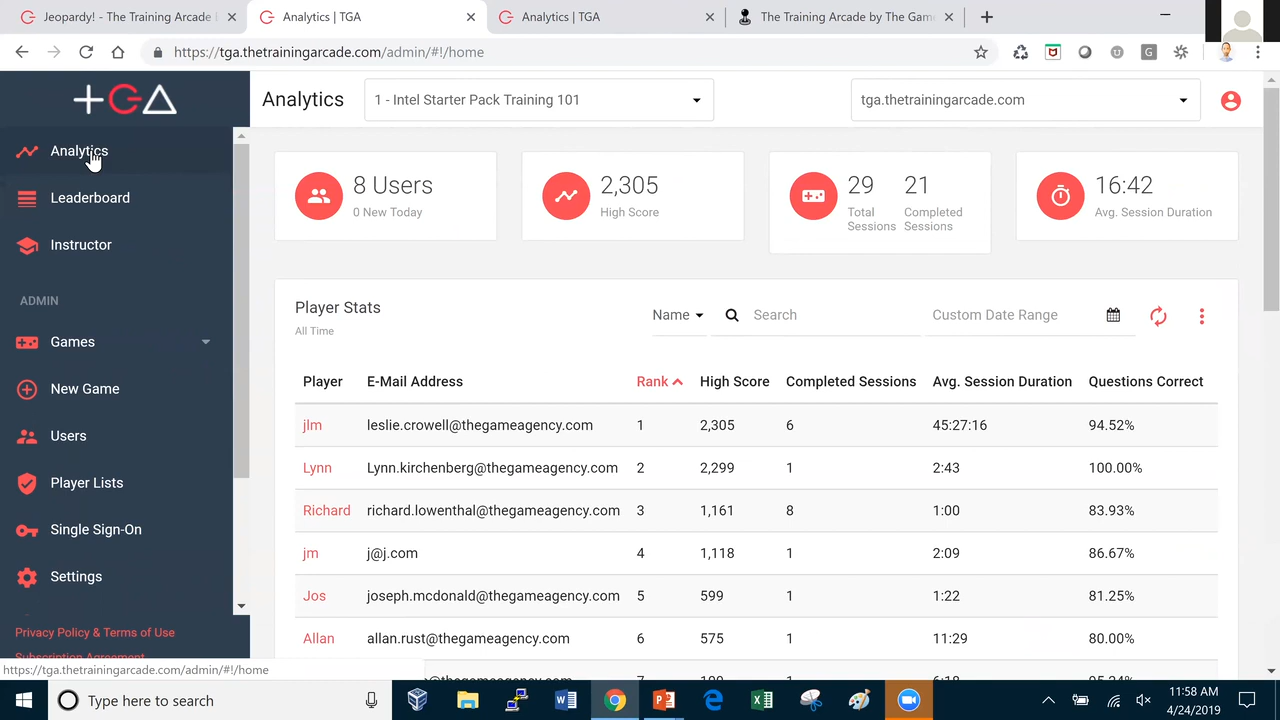 Jeopardy! - The Training Arcade
Analytics | TGA
Analytics | TGA
The Training Arcade by The Gam
https://tga.thetrainingarcade.com/admin/#!/home
G
+GΔ
Analytics
1 - Intel Starter Pack Training 101
tga.thetrainingarcade.com
Analytics
Leaderboard
Instructor
ADMIN
Games
New Game
Users
Player Lists
Single Sign-On
Settings
Privacy Policy & Terms of Use
Subscription Agreement
8 Users
0 New Today
2,305
High Score
29 21
Total Sessions Completed Sessions
16:42
Avg. Session Duration
Player Stats
All Time
Name Search Custom Date Range
Player E-Mail Address Rank High Score Completed Sessions Avg. Session Duration Questions Correct
jlm leslie.crowell@thegameagency.com 1 2,305 6 45:27:16 94.52%
Lynn Lynn.kirchenberg@thegameagency.com 2 2,299 1 2:43 100.00%
Richard richard.lowenthal@thegameagency.com 3 1,161 8 1:00 83.93%
jm j@j.com 4 1,118 1 2:09 86.67%
Jos joseph.mcdonald@thegameagency.com 5 599 1 1:22 81.25%
Allan allan.rust@thegameagency.com 6 575 1 11:29 80.00%
https://tga.thetrainingarcade.com/admin/#!/home
Type here to search
11:58 AM
4/24/2019